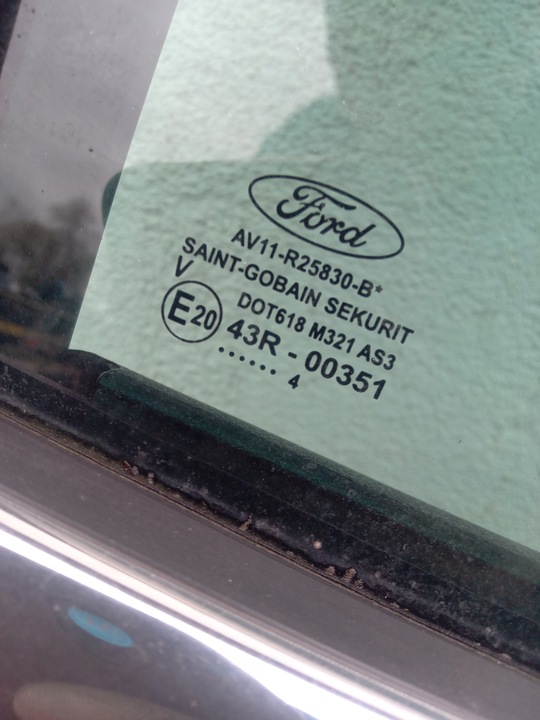 Ford
AV11-R25830-B*
SAINT-GOBAIN SEKURIT
V
DOT618 M321 AS3
E20
43R - 00351
...... 4